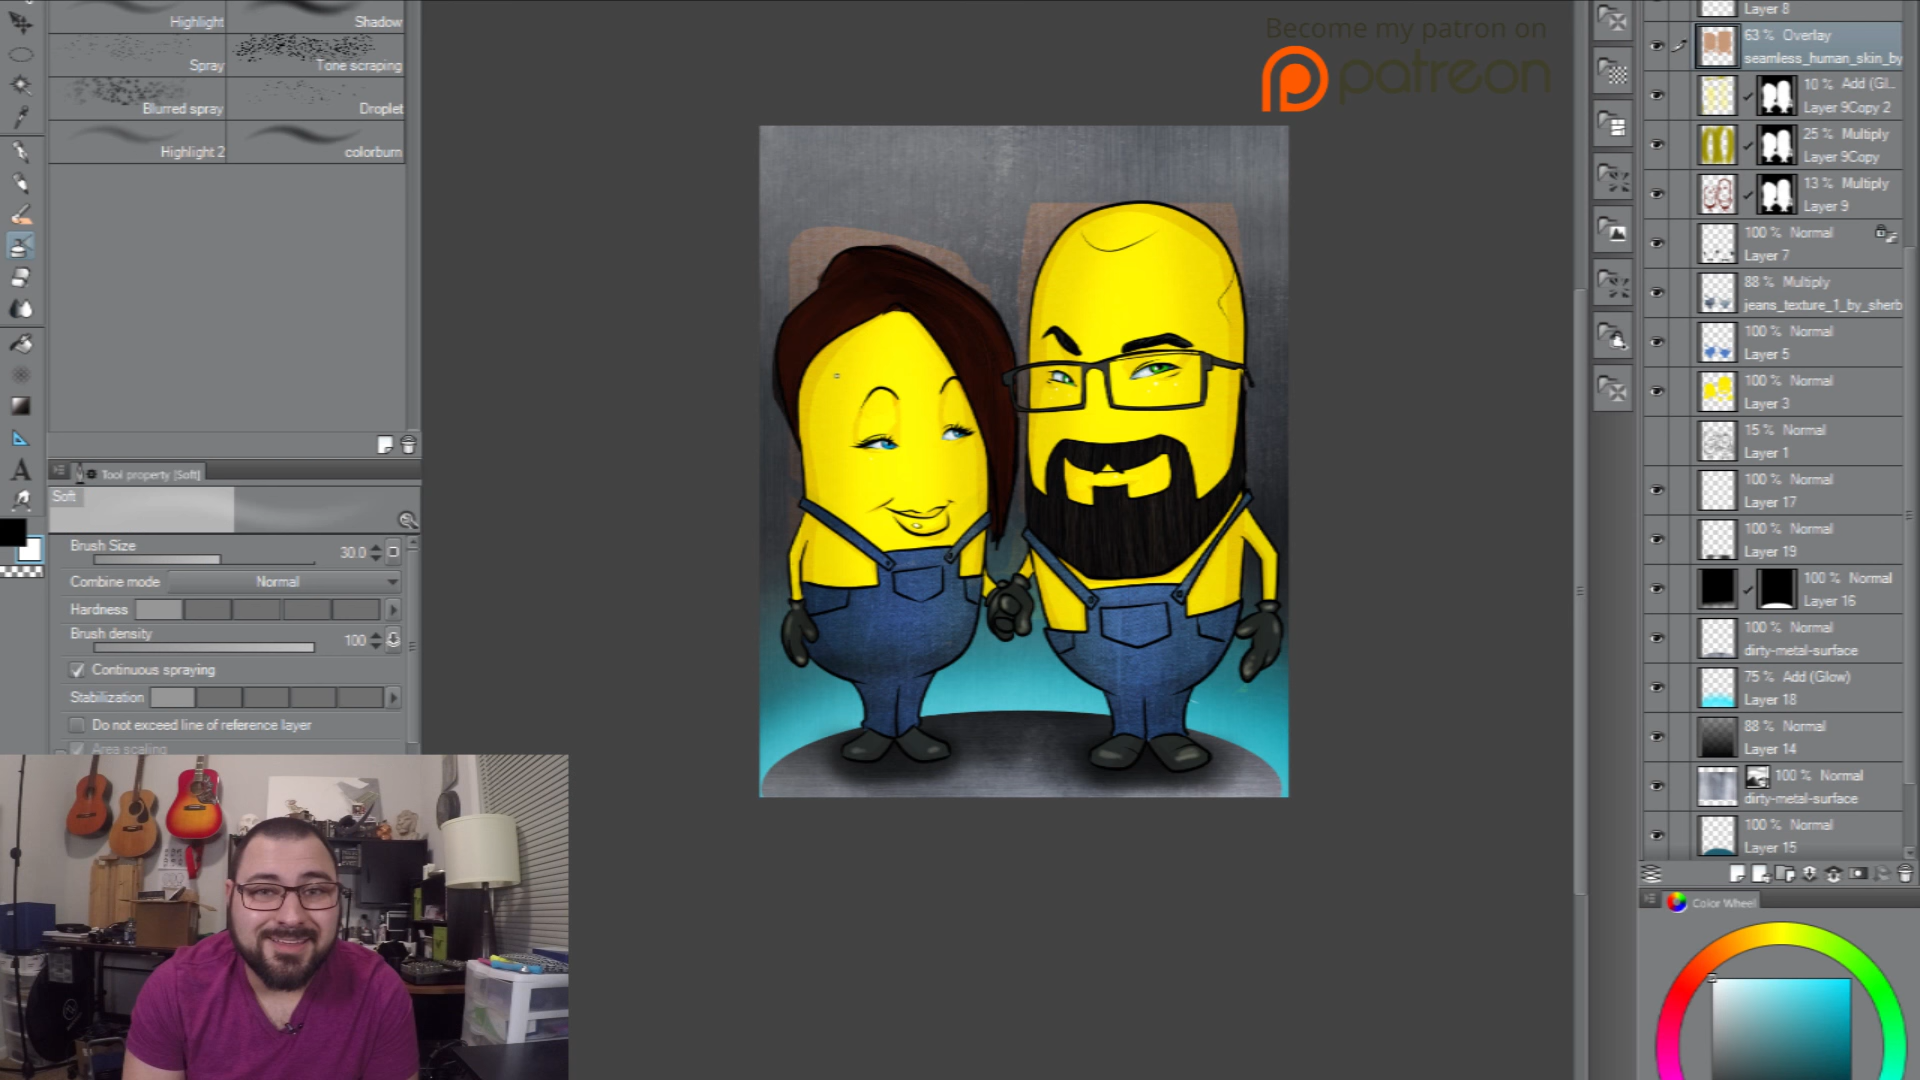 Highlight
Shadow
Spray
Tone scraping
Blurred spray
Droplet
Highlight 2
colorburn
Tool property [Soft]
Soft
Brush Size
30.0
Combine mode
Normal
Hardness
Brush density
100
Continuous spraying
Stabilization
Do not exceed line of reference layer
Area scaling
Become my patron on
patreon
Layer 8
63 % Overlay
seamless_human_skin_by
10 % Add (Gl...
Layer 9Copy 2
25 % Multiply
Layer 9Copy
13 % Multiply
Layer 9
100 % Normal
Layer 7
88 % Multiply
jeans_texture_1_by_sherb
100 % Normal
Layer 5
100 % Normal
Layer 3
15 % Normal
Layer 1
100 % Normal
Layer 17
100 % Normal
Layer 19
100 % Normal
Layer 16
100 % Normal
dirty-metal-surface
75 % Add (Glow)
Layer 18
88 % Normal
Layer 14
100 % Normal
dirty-metal-surface
100 % Normal
Layer 15
Color Wheel